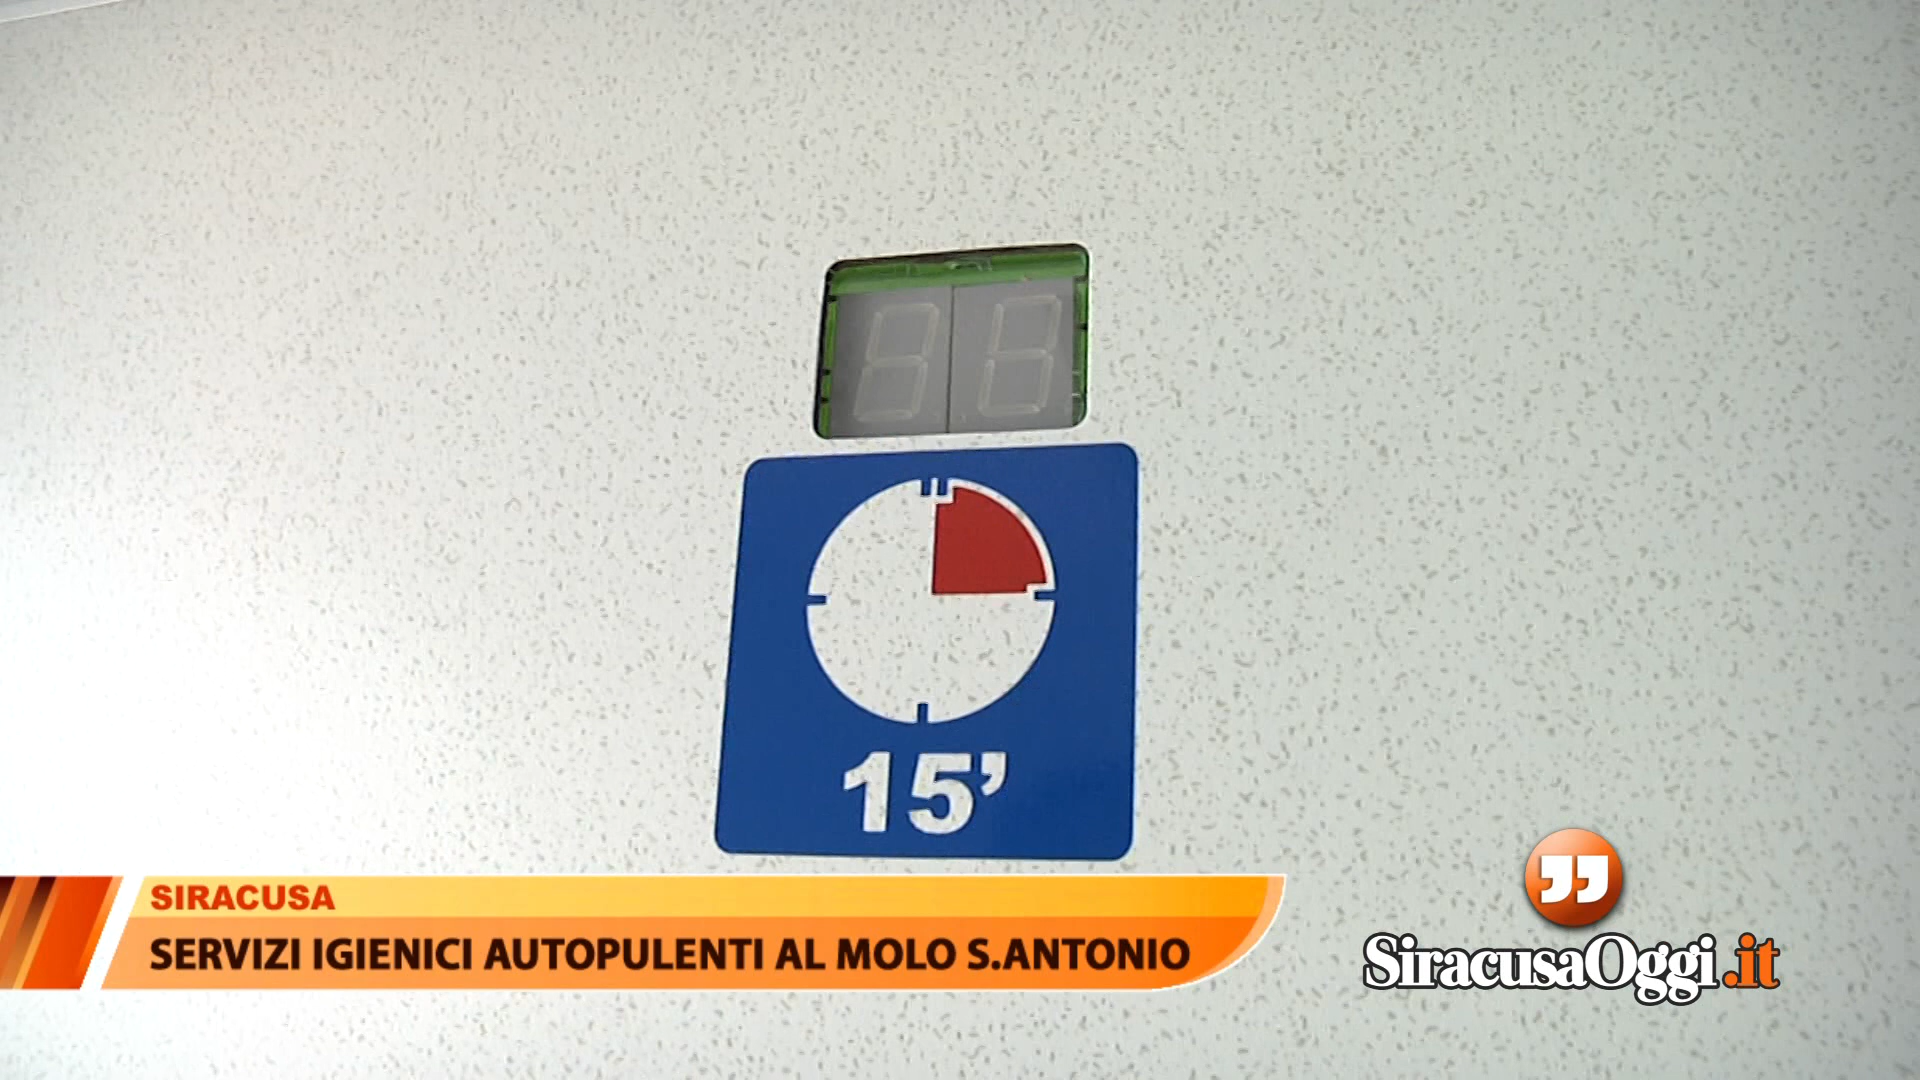 15’
SIRACUSA
SERVIZI IGIENICI AUTOPULENTI AL MOLO S.ANTONIO
SiracusaOggi.it